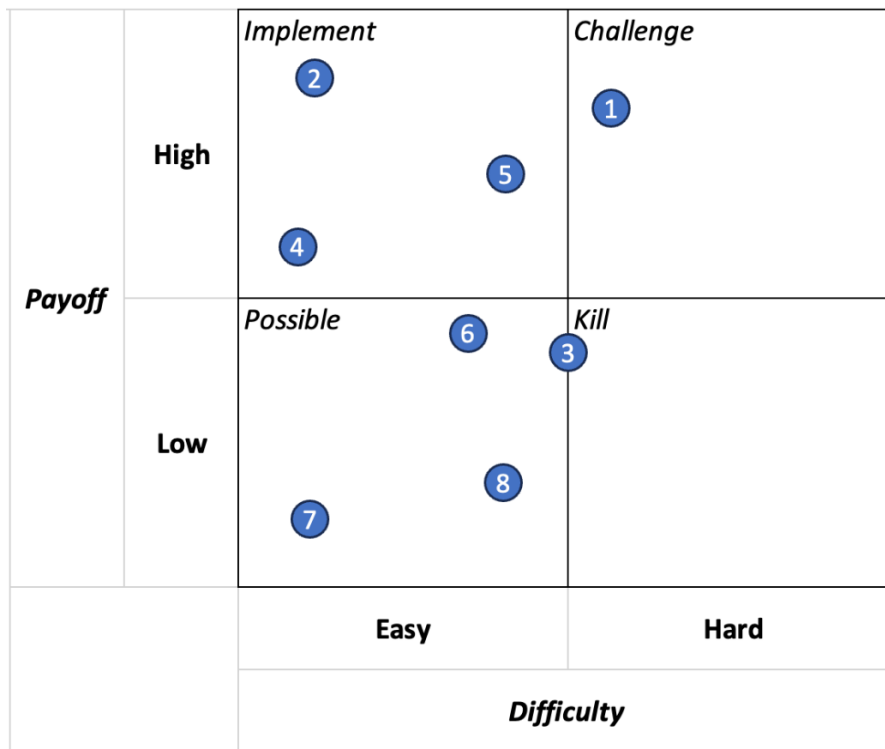 Implement
Challenge
2
1
High
5
4
Payoff
Possible
Kill
6
3
Low
8
7
Easy
Hard
Difficulty